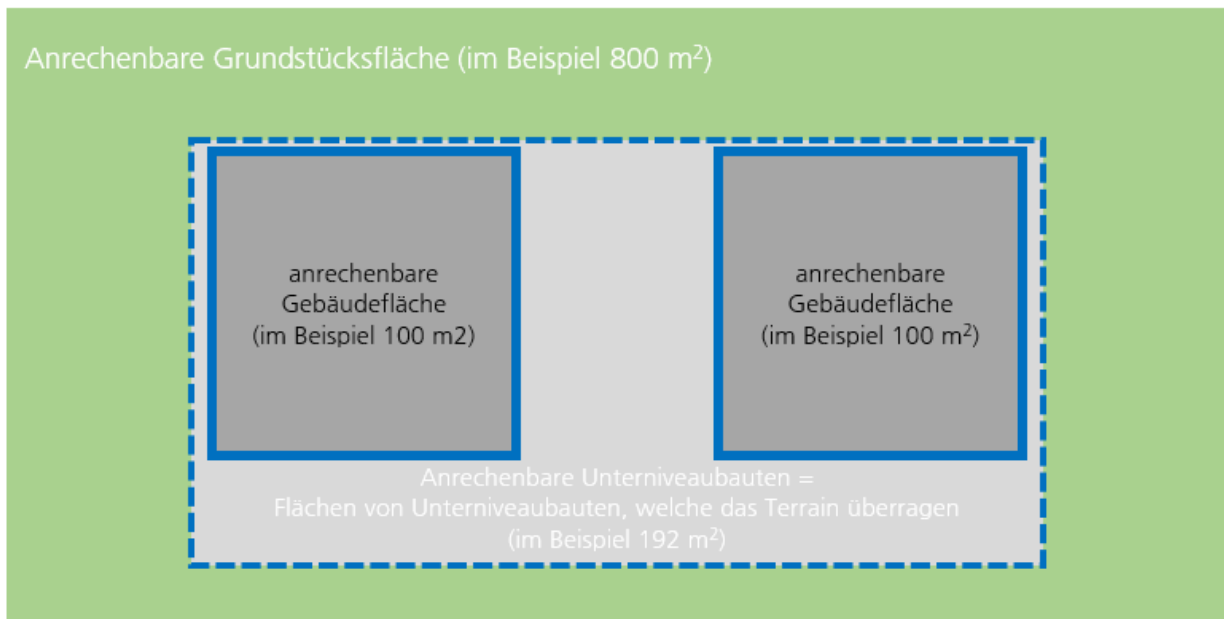 Anrechenbare Grundstücksfläche (im Beispiel 800 m²)
anrechenbare
Gebäudefläche
(im Beispiel 100 m2)
anrechenbare
Gebäudefläche
(im Beispiel 100 m²)
Anrechenbare Unterniveaubauten =
Flächen von Unterniveaubauten, welche das Terrain überragen
(im Beispiel 192 m²)